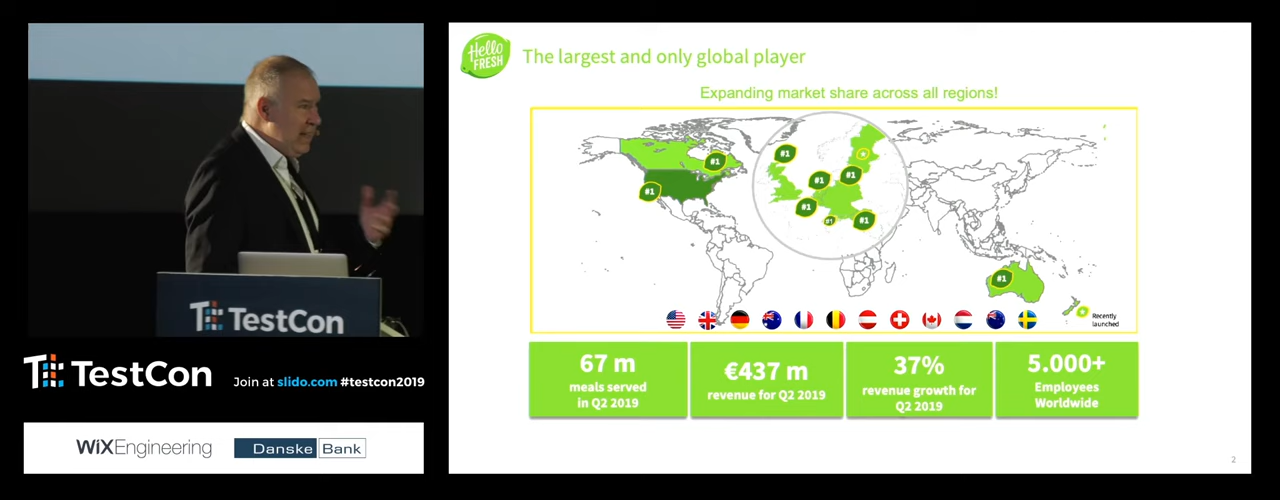 TestCon
TestCon
Join at slido.com #testcon2019
WiXEngineering
Danske Bank
Hello
FRESH
The largest and only global player
Expanding market share across all regions!
#1
#1
#1
#1
#1
#1
#1
#1
#1
Recently
launched
67 m
meals served
in Q2 2019
€437 m
revenue for Q2 2019
37%
revenue growth for
Q2 2019
5.000+
Employees
Worldwide
2